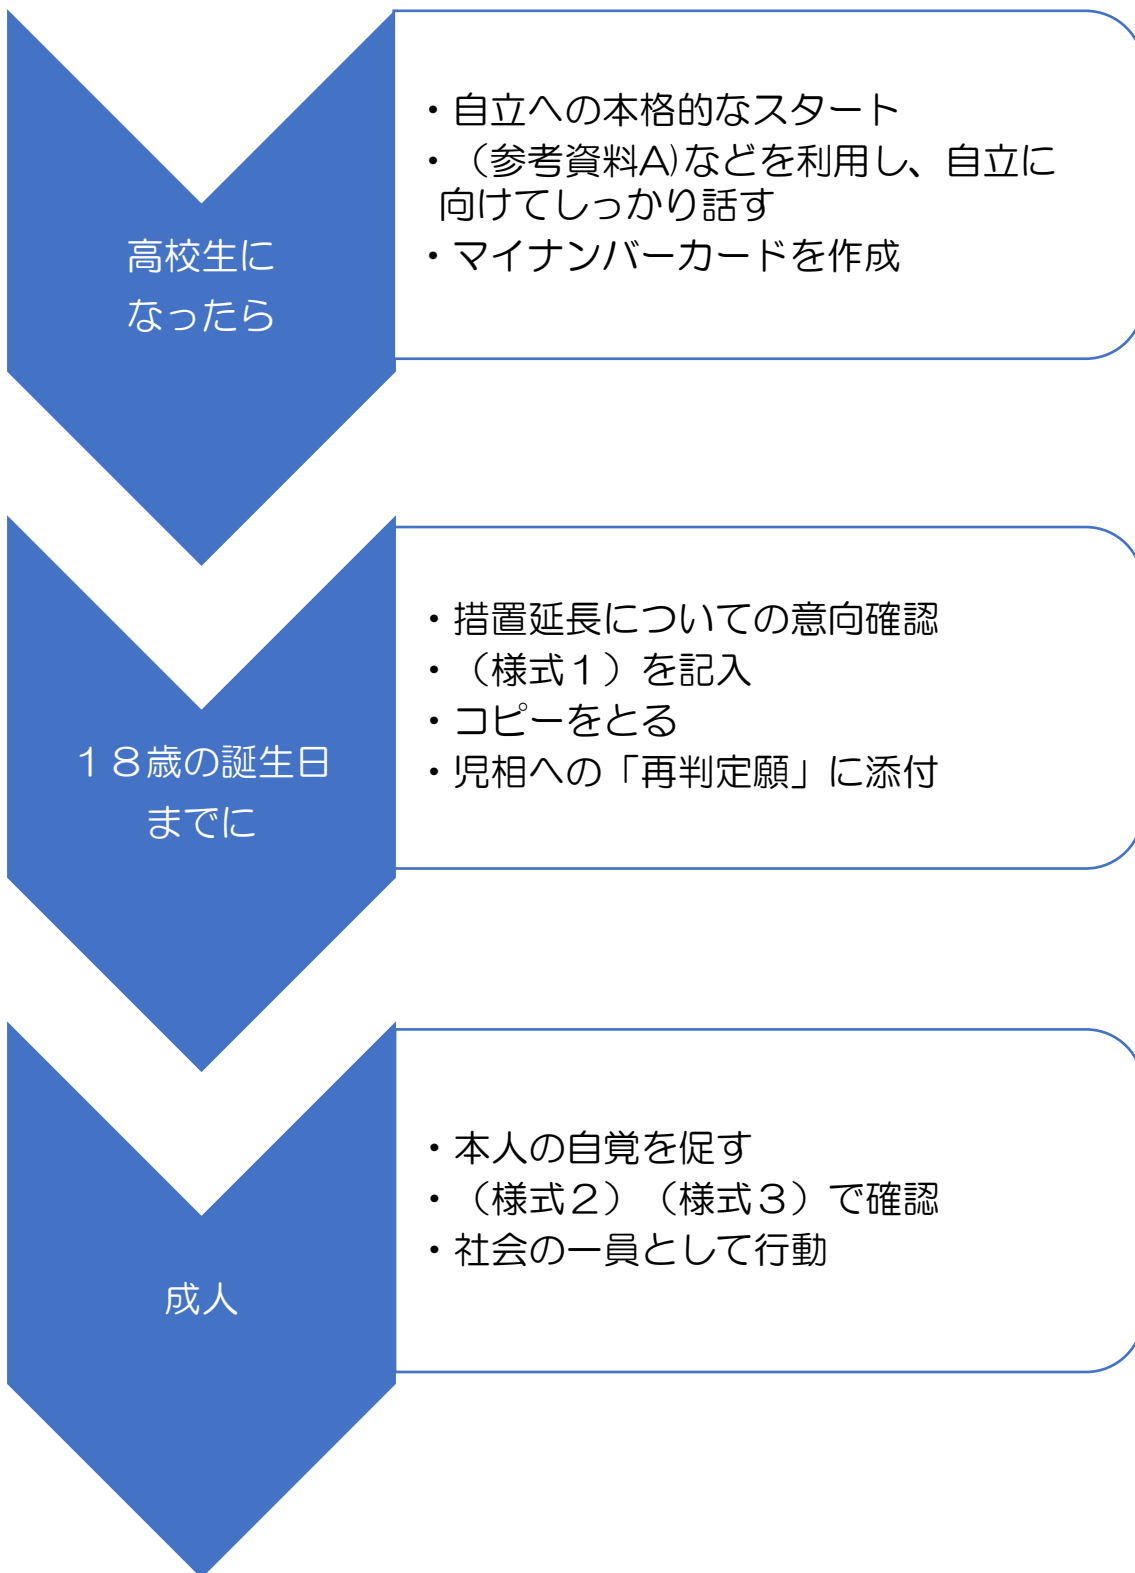 高校生に
なったら
・自立への本格的なスタート
・（参考資料A)などを利用し、自立に
向けてしっかり話す
・マイナンバーカードを作成
１８歳の誕生日
までに
・措置延長についての意向確認
・（様式１）を記入
・コピーをとる
・児相への「再判定願」に添付
成人
・本人の自覚を促す
・（様式２）（様式３）で確認
・社会の一員として行動